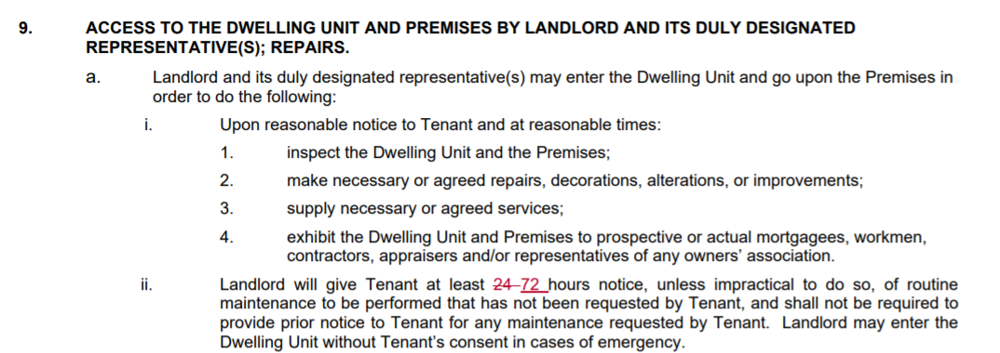 9. ACCESS TO THE DWELLING UNIT AND PREMISES BY LANDLORD AND ITS DULY DESIGNATED
REPRESENTATIVE(S); REPAIRS.
a. Landlord and its duly designated representative(s) may enter the Dwelling Unit and go upon the Premises in
order to do the following:
i. Upon reasonable notice to Tenant and at reasonable times:
1. inspect the Dwelling Unit and the Premises;
2. make necessary or agreed repairs, decorations, alterations, or improvements;
3. supply necessary or agreed services;
4. exhibit the Dwelling Unit and Premises to prospective or actual mortgagees, workmen,
contractors, appraisers and/or representatives of any owners' association.
ii. Landlord will give Tenant at least 24 72 hours notice, unless impractical to do so, of routine
maintenance to be performed that has not been requested by Tenant, and shall not be required to
provide prior notice to Tenant for any maintenance requested by Tenant. Landlord may enter the
Dwelling Unit without Tenant's consent in cases of emergency.